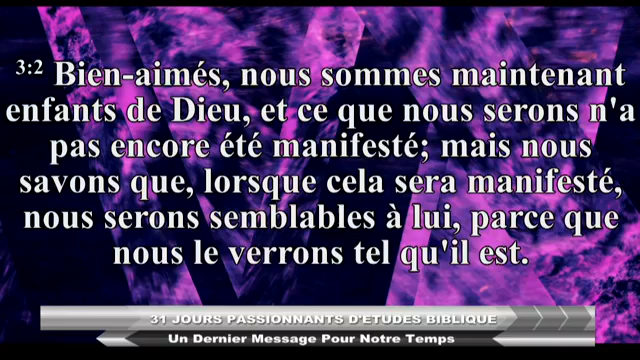 3:2 Bien-aimés, nous sommes maintenant
enfants de Dieu, et ce que nous serons n'a
pas encore été manifesté; mais nous
savons que, lorsque cela sera manifesté,
nous serons semblables à lui, parce que
nous le verrons tel qu'il est.
31 JOURS PASSIONNANTS D'ETUDES BIBLIQUE
Un Dernier Message Pour Notre Temps